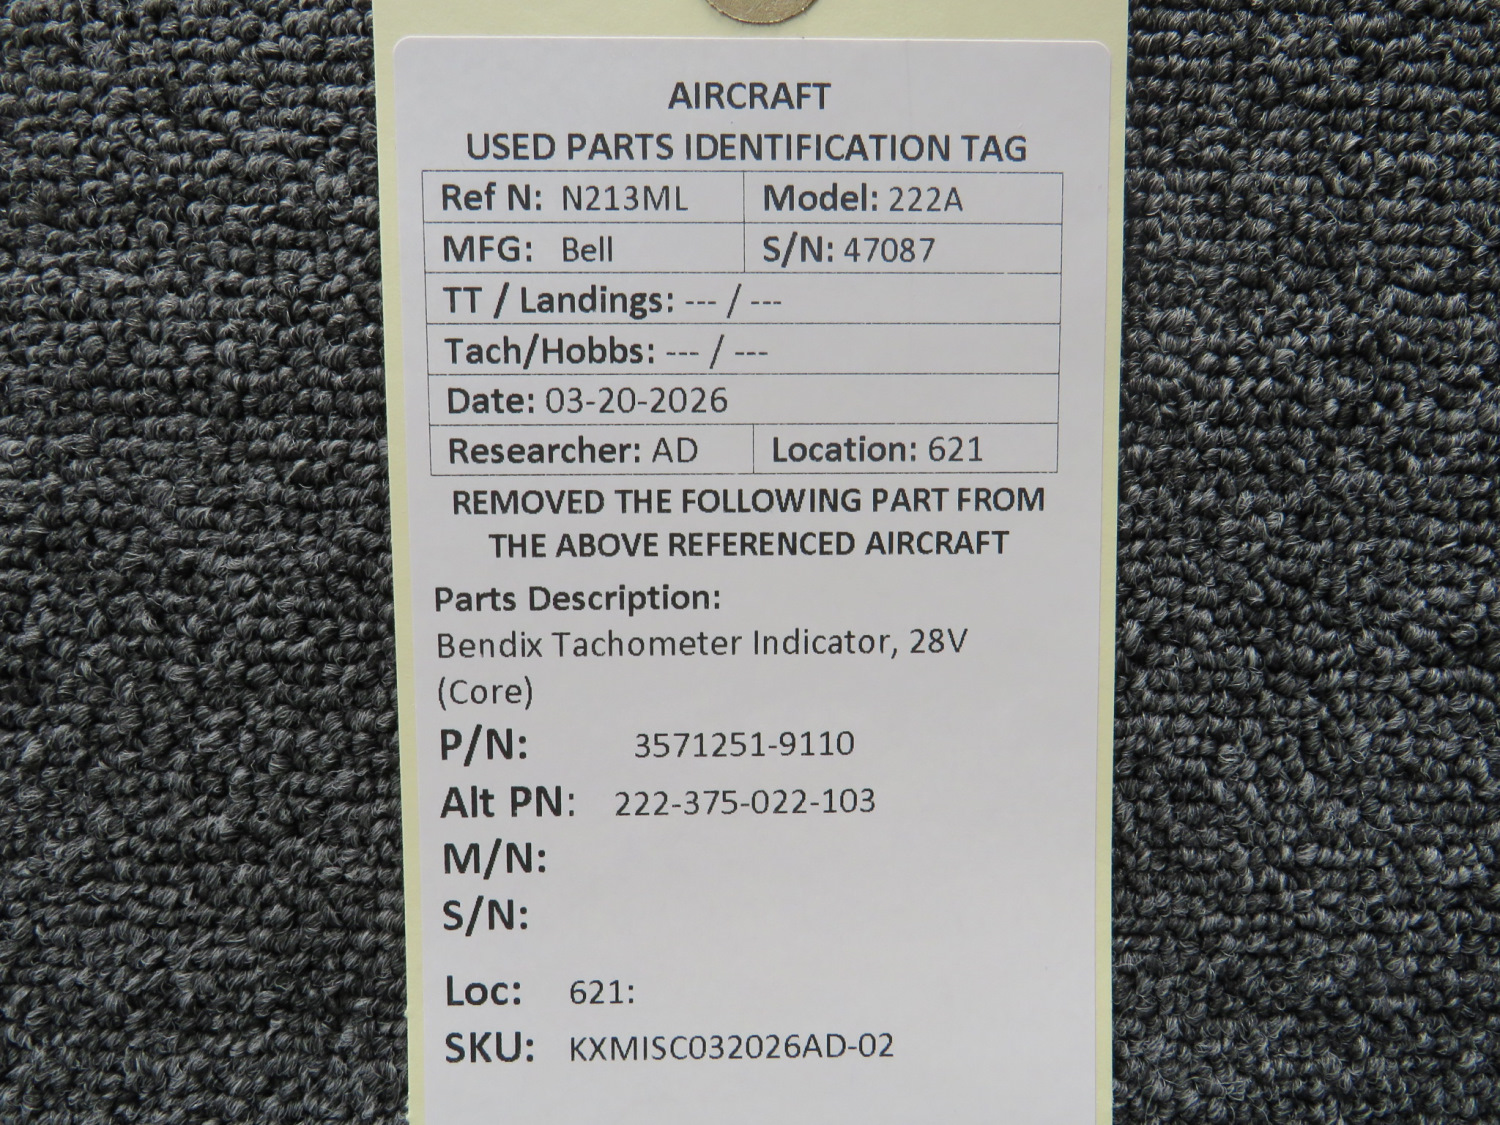 AIRCRAFT
USED PARTS IDENTIFICATION TAG
Ref N: N213ML Model: 222A
MFG: Bell S/N: 47087
TT / Landings: --- / ---
Tach/Hobbs: --- / ---
Date: 03-20-2026
Researcher: AD Location: 621
REMOVED THE FOLLOWING PART FROM
THE ABOVE REFERENCED AIRCRAFT
Parts Description:
Bendix Tachometer Indicator, 28V
(Core)
P/N: 3571251-9110
Alt PN: 222-375-022-103
M/N:
S/N:
Loc: 621:
SKU: KXMISC032026AD-02